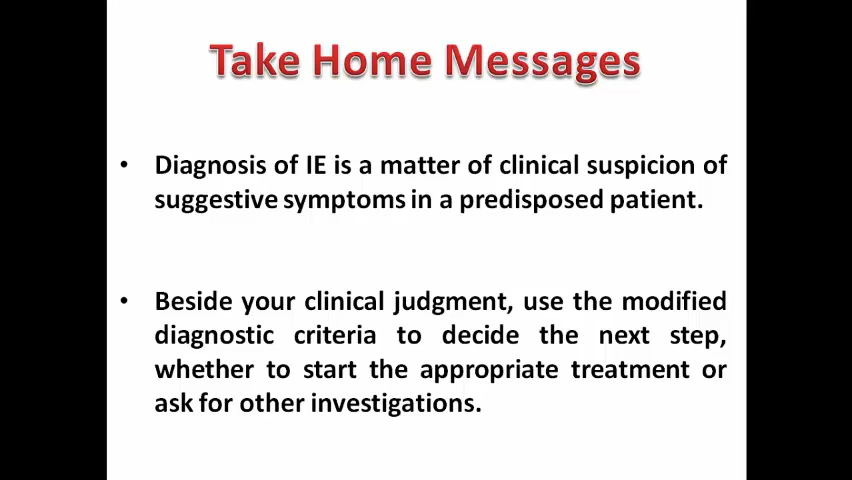 Take Home Messages
• Diagnosis of IE is a matter of clinical suspicion of
suggestive symptoms in a predisposed patient.
• Beside your clinical judgment, use the modified
diagnostic criteria to decide the next step,
whether to start the appropriate treatment or
ask for other investigations.